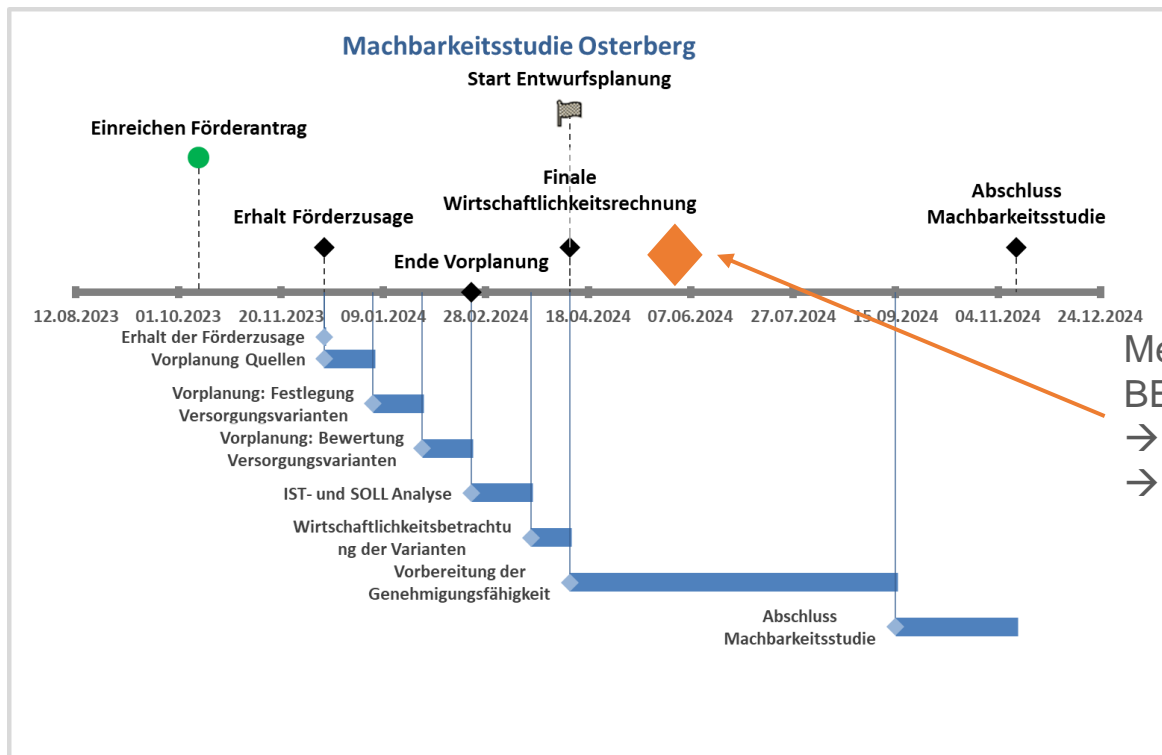 Machbarkeitsstudie Osterberg
Start Entwurfsplanung
Einreichen Förderantrag
Finale
Wirtschaftlichkeitsrechnung
Abschluss
Machbarkeitsstudie
Erhalt Förderzusage
Ende Vorplanung
12.08.2023 01.10.2023 20.11.2023 09.01.2024 28.02.2024 18.04.2024 07.06.2024 27.07.2024 15.09.2024 04.11.2024 24.12.2024
Erhalt der Förderzusage
Vorplanung Quellen
Vorplanung: Festlegung
Versorgungsvarianten
Vorplanung: Bewertung
Versorgungsvarianten
IST- und SOLL Analyse
Wirtschaftlichkeitsbetrachtu
ng der Varianten
Vorbereitung der
Genehmigungsfähigkeit
Abschluss
Machbarkeitsstudie
→
→